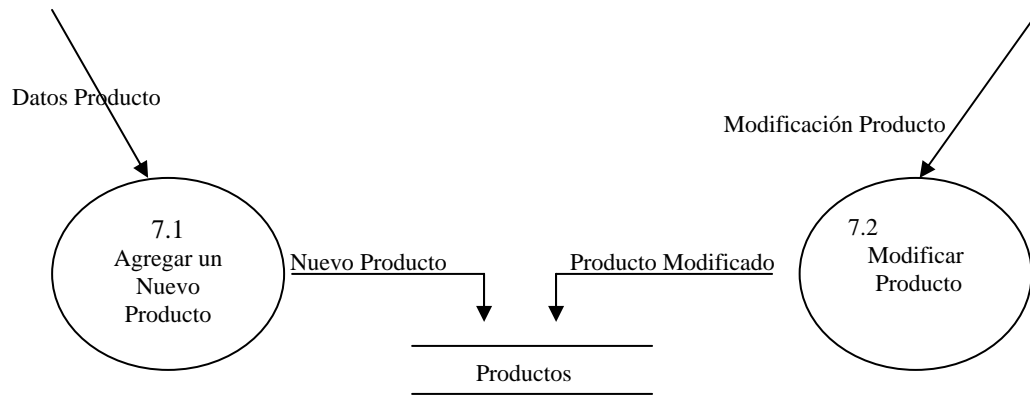 Datos Producto
Modificación Producto
7.1
Agregar un
Nuevo
Producto
Nuevo Producto
Producto Modificado
7.2
Modificar
Producto
Productos